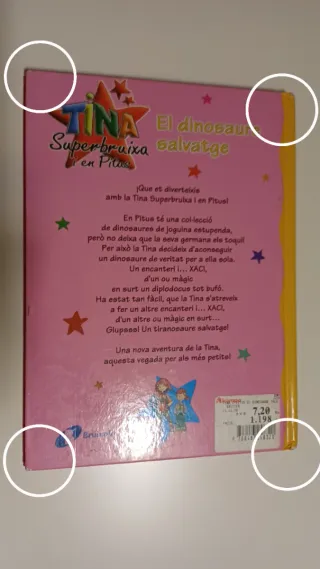 TINA
Superbruixa
i en Pitus
El dinosaure
salvatge
¡Que et diverteixis
amb la Tina Superbruixa i en Pitus!
En Pitus té una col·lecció
de dinosaures de joguina estupenda,
però no deixa que la seva germana els toqui!
Per això la Tina decideix d'aconseguir
un dinosaure de veritat per a ella sola.
Un encanteri i... XAC!,
d'un ou màgic
en surt un diplodocus tot bufó.
Ha estat tan fàcil, que la Tina s'atreveix
a fer un altre encanteri i... XAC!,
d'un altre ou màgic en surt...
Glupsss! Un tiranosaure salvatge!
Una nova aventura de la Tina,
aquesta vegada per als més petits!
7,20
1.198